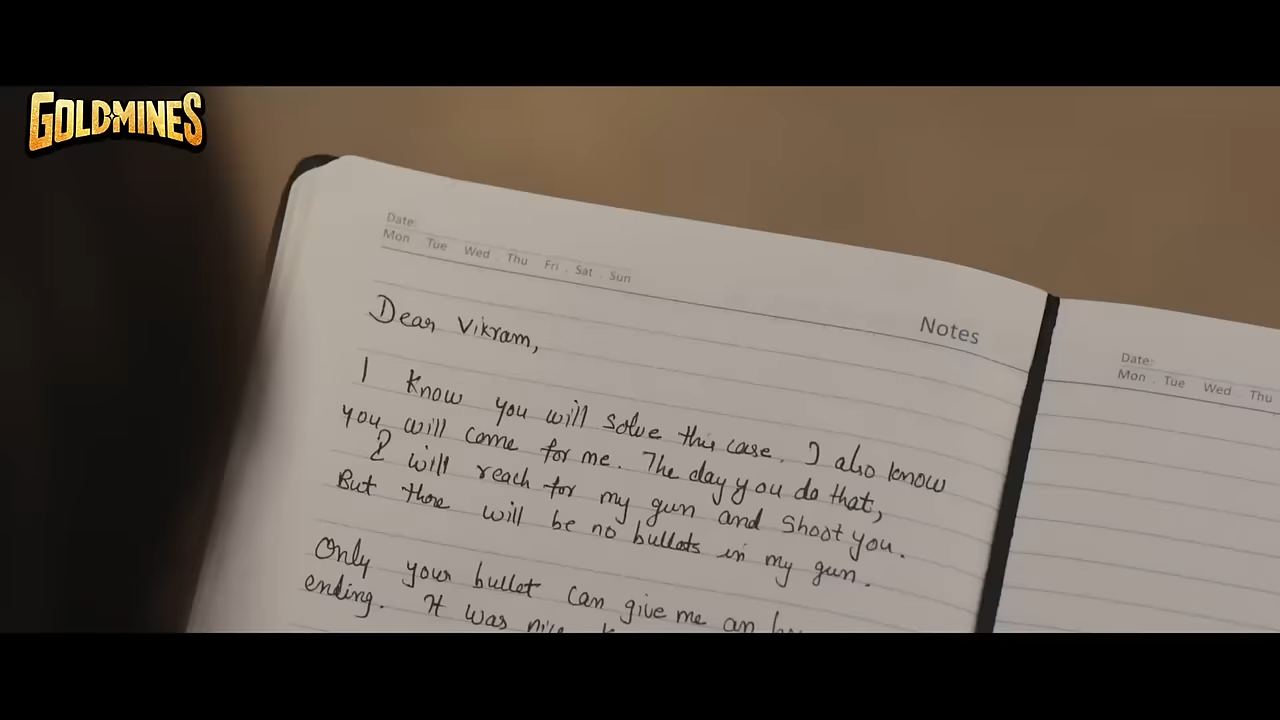 GOLDMINES
Date:
Mon Tue Wed Thu Fri Sat Sun
Notes
Dear Vikram,
I know you will solve this case. I also know
you will come for me. The day you do that,
I will reach for my gun and shoot you.
But there will be no bullets in my gun.
Only your bullet can give me an
ending. It was nice
Date:
Mon Tue Wed Thu